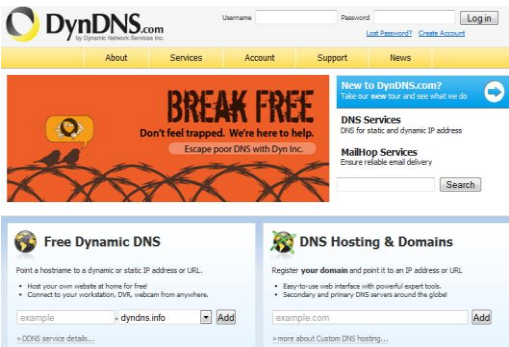 DynDNS.com
by Dynamic Network Services Inc.
Username
Password
Log in
Lost Password? Create Account
About Services Account Support News
BREAK FREE
Don't feel trapped. We're here to help.
Escape poor DNS with Dyn Inc.
New to DynDNS.com?
Take our new tour and see what we do
DNS Services
DNS for static and dynamic IP address
MailHop Services
Ensure reliable email delivery
Search
Free Dynamic DNS
Point a hostname to a dynamic or static IP address or URL.
• Host your own website at home for free!
• Connect to your workstation, DVR, webcam from anywhere.
example - dyndns.info Add
» DDNS service details...
DNS Hosting & Domains
Register your domain and point it to an IP address or URL
• Easy-to-use web interface with powerful expert tools.
• Secondary and primary DNS servers around the globe!
example.com Add
» more about Custom DNS hosting...